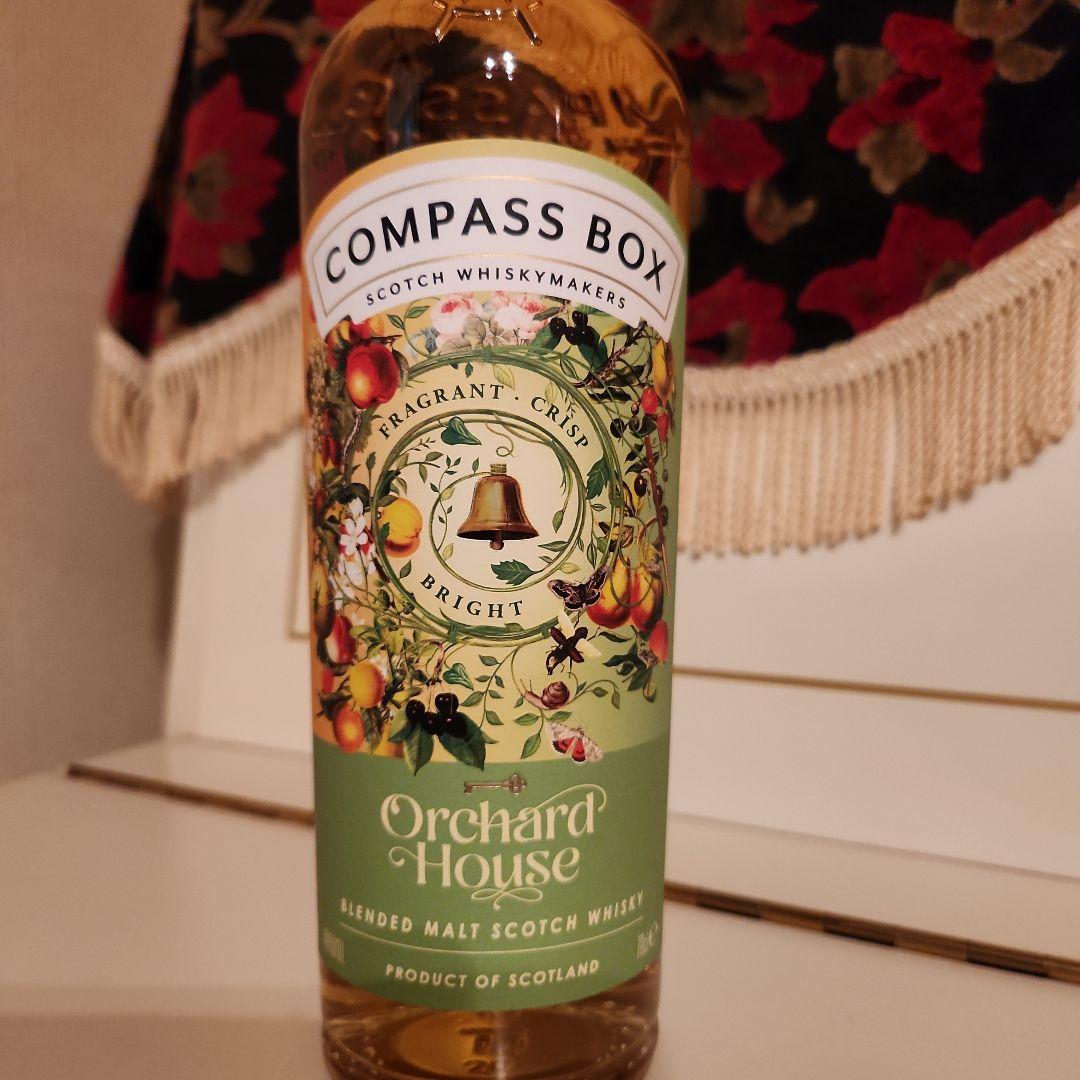 COMPASS BOX
SCOTCH WHISKYMAKERS
FRAGRANT · CRISP
BRIGHT
Orchard
House
BLENDED MALT SCOTCH WHISKY
PRODUCT OF SCOTLAND